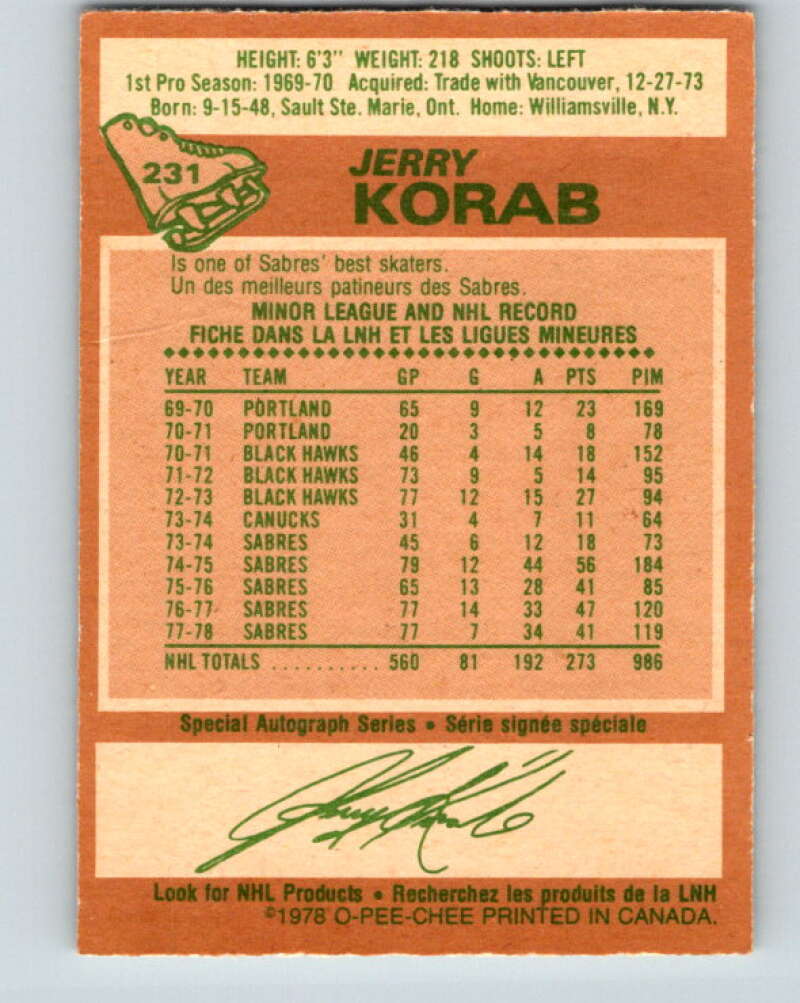 HEIGHT: 6'3" WEIGHT: 218 SHOOTS: LEFT
1st Pro Season: 1969-70 Acquired: Trade with Vancouver, 12-27-73
Born: 9-15-48, Sault Ste. Marie, Ont. Home: Williamsville, N.Y.
231
JERRY
KORAB
Is one of Sabres' best skaters.
Un des meilleurs patineurs des Sabres.
MINOR LEAGUE AND NHL RECORD
FICHE DANS LA LNH ET LES LIGUES MINEURES
YEAR TEAM GP G A PTS PIM
69-70 PORTLAND 65 9 12 23 169
70-71 PORTLAND 20 3 5 8 78
70-71 BLACK HAWKS 46 4 14 18 152
71-72 BLACK HAWKS 73 9 5 14 95
72-73 BLACK HAWKS 77 12 15 27 94
73-74 CANUCKS 31 4 7 11 64
73-74 SABRES 45 6 12 18 73
74-75 SABRES 79 12 44 56 184
75-76 SABRES 65 13 28 41 85
76-77 SABRES 77 14 33 47 120
77-78 SABRES 77 7 34 41 119
NHL TOTALS .......... 560 81 192 273 986
Special Autograph Series • Série signée spéciale
Jerry Korab
Look for NHL Products • Recherchez les produits de la LNH
©1978 O-PEE-CHEE PRINTED IN CANADA.